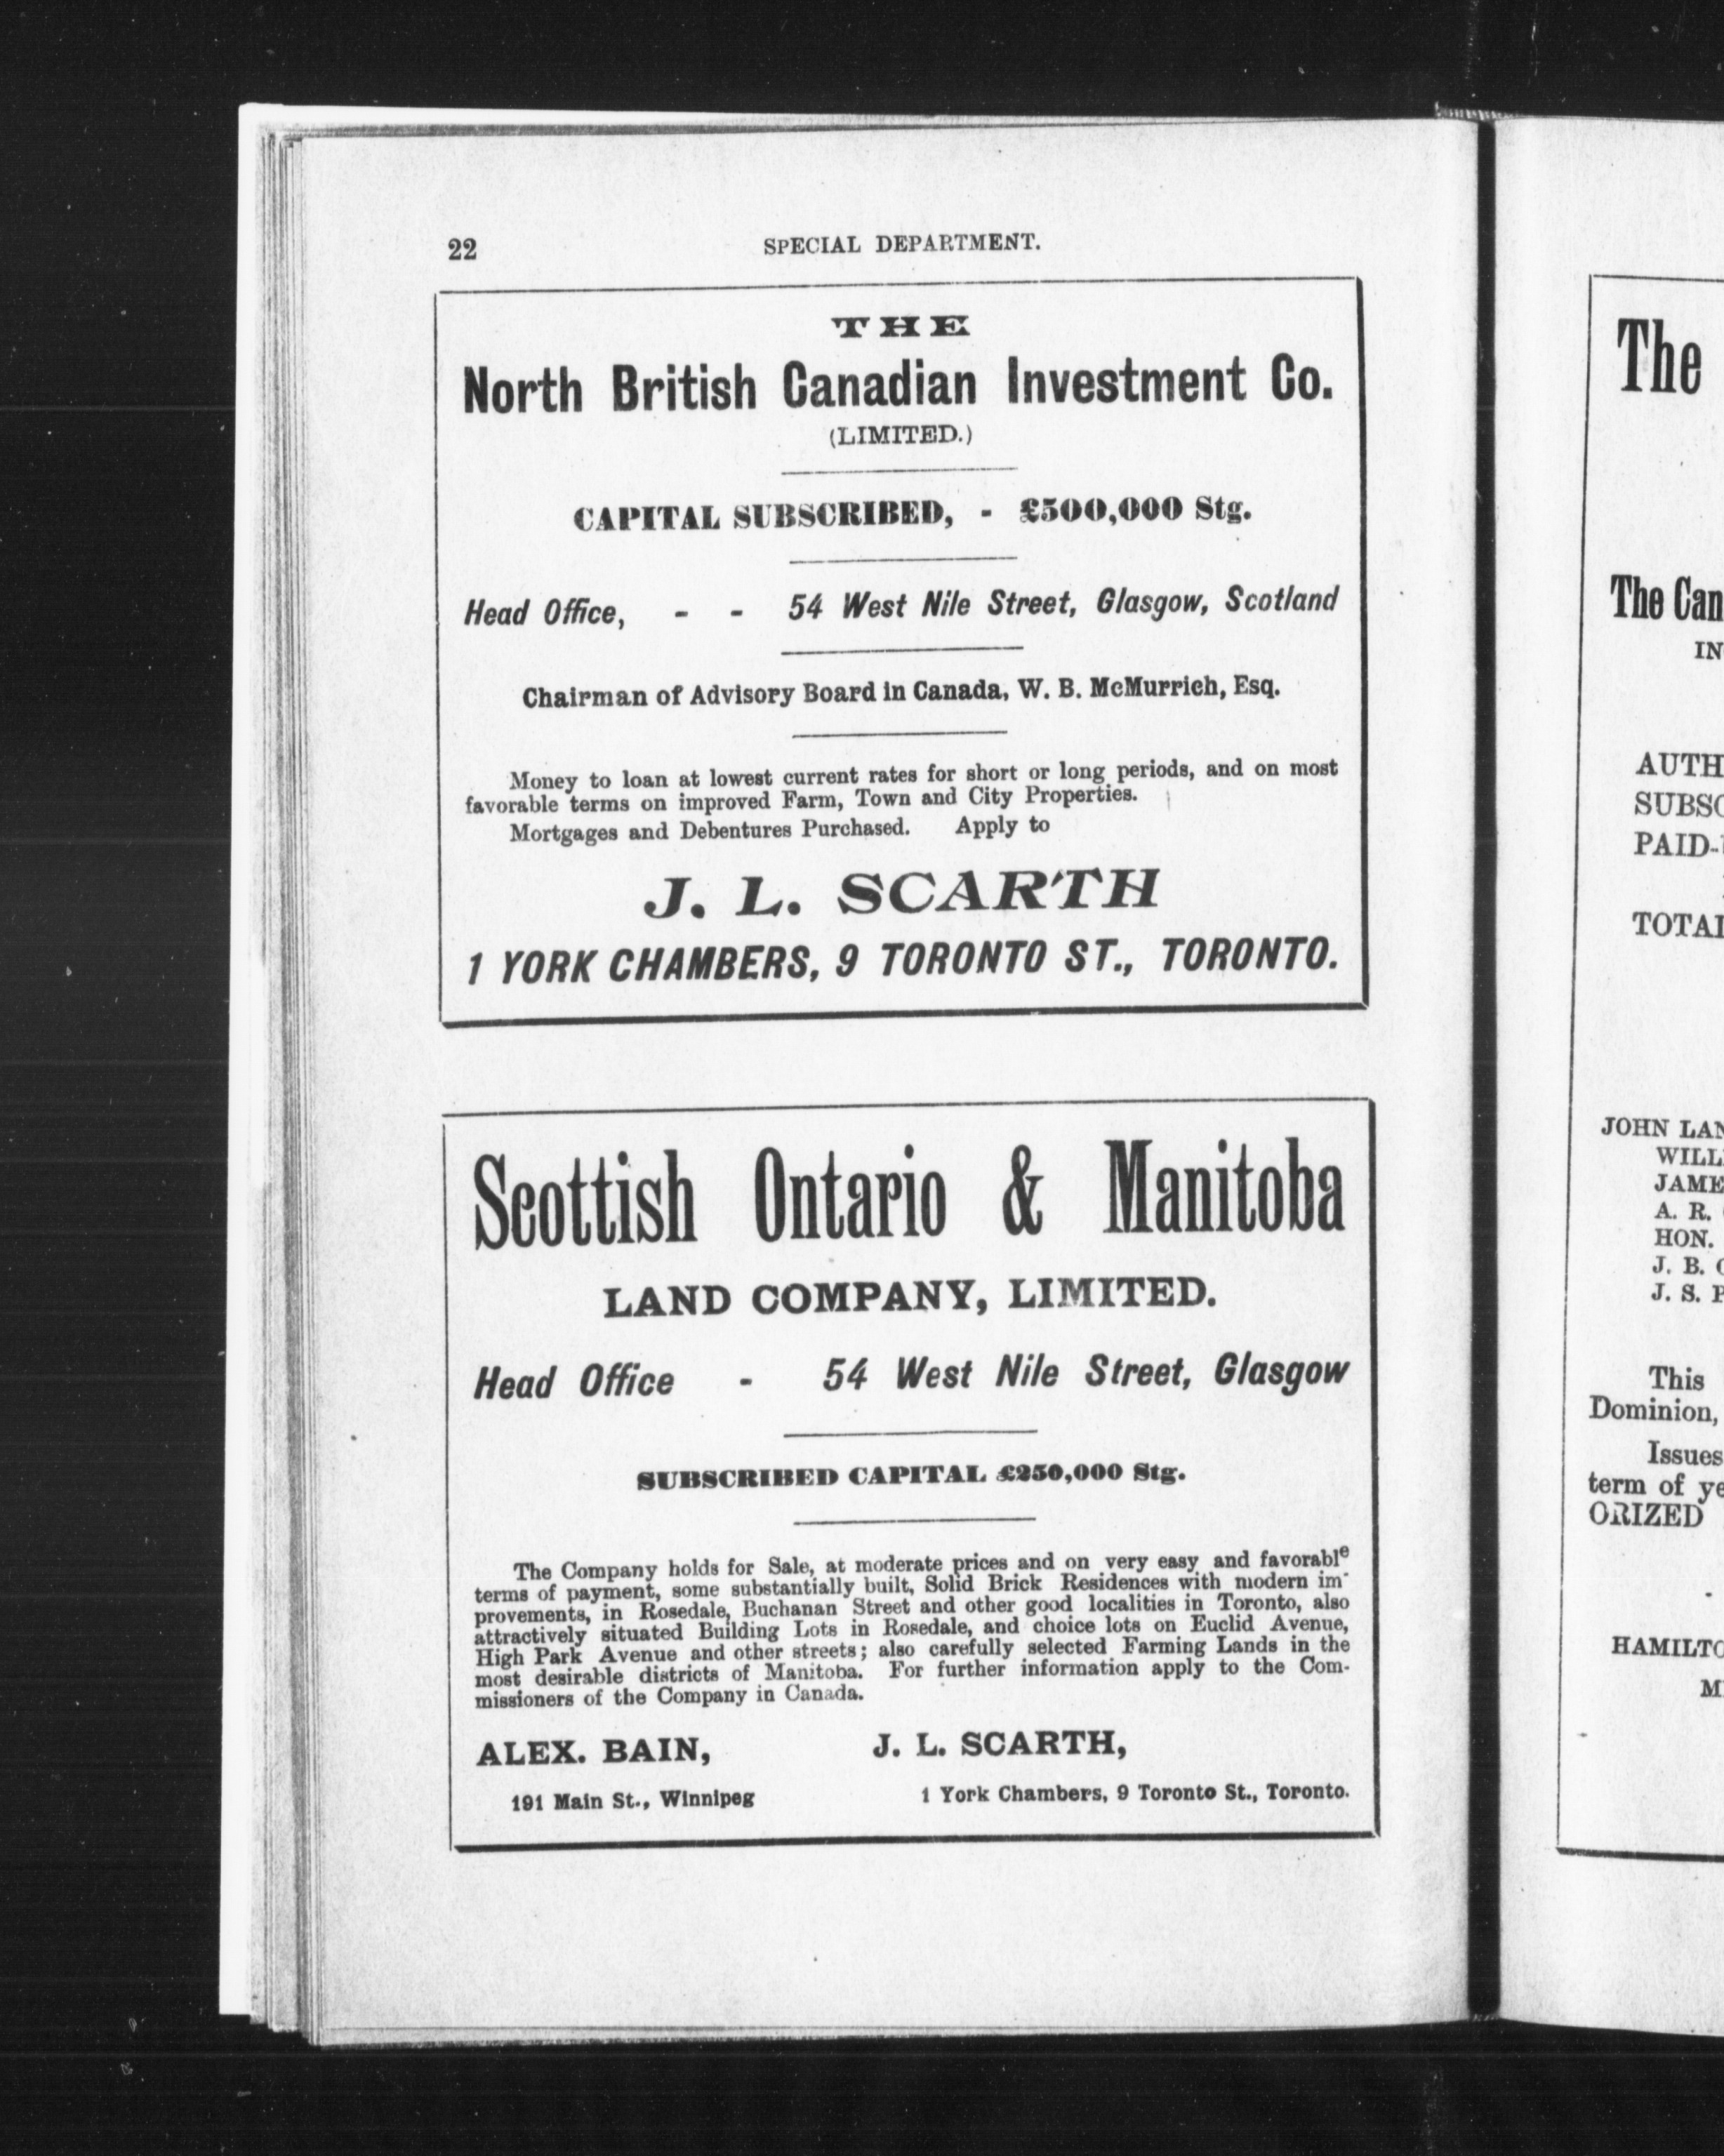 22 SPECIAL DEPARTMENT.
THE
North British Canadian Investment Co.
(LIMITED.)
CAPITAL SUBSCRIBED, - £500,000 Stg.
Head Office, - - 54 West Nile Street, Glasgow, Scotland
Chairman of Advisory Board in Canada, W. B. McMurrich, Esq.
Money to loan at lowest current rates for short or long periods, and on most
favorable terms on improved Farm, Town and City Properties.
Mortgages and Debentures Purchased. Apply to
J. L. SCARTH
1 YORK CHAMBERS, 9 TORONTO ST., TORONTO.
Scottish Ontario & Manitoba
LAND COMPANY, LIMITED.
Head Office - 54 West Nile Street, Glasgow
SUBSCRIBED CAPITAL £250,000 Stg.
The Company holds for Sale, at moderate prices and on very easy and favorable
terms of payment, some substantially built, Solid Brick Residences with modern im-
provements, in Rosedale, Buchanan Street and other good localities in Toronto, also
attractively situated Building Lots in Rosedale, and choice lots on Euclid Avenue,
High Park Avenue and other streets; also carefully selected Farming Lands in the
most desirable districts of Manitoba. For further information apply to the Com-
missioners of the Company in Canada.
ALEX. BAIN, J. L. SCARTH,
191 Main St., Winnipeg 1 York Chambers, 9 Toronto St., Toronto.
The
The Can
IN
AUTH
SUBSC
PAID-
TOTAL
JOHN LAN
WILL
JAME
A. R.
HON.
J. B.
J. S.
This
Dominion,
Issues
term of ye
ORIZED
HAMILTO
M